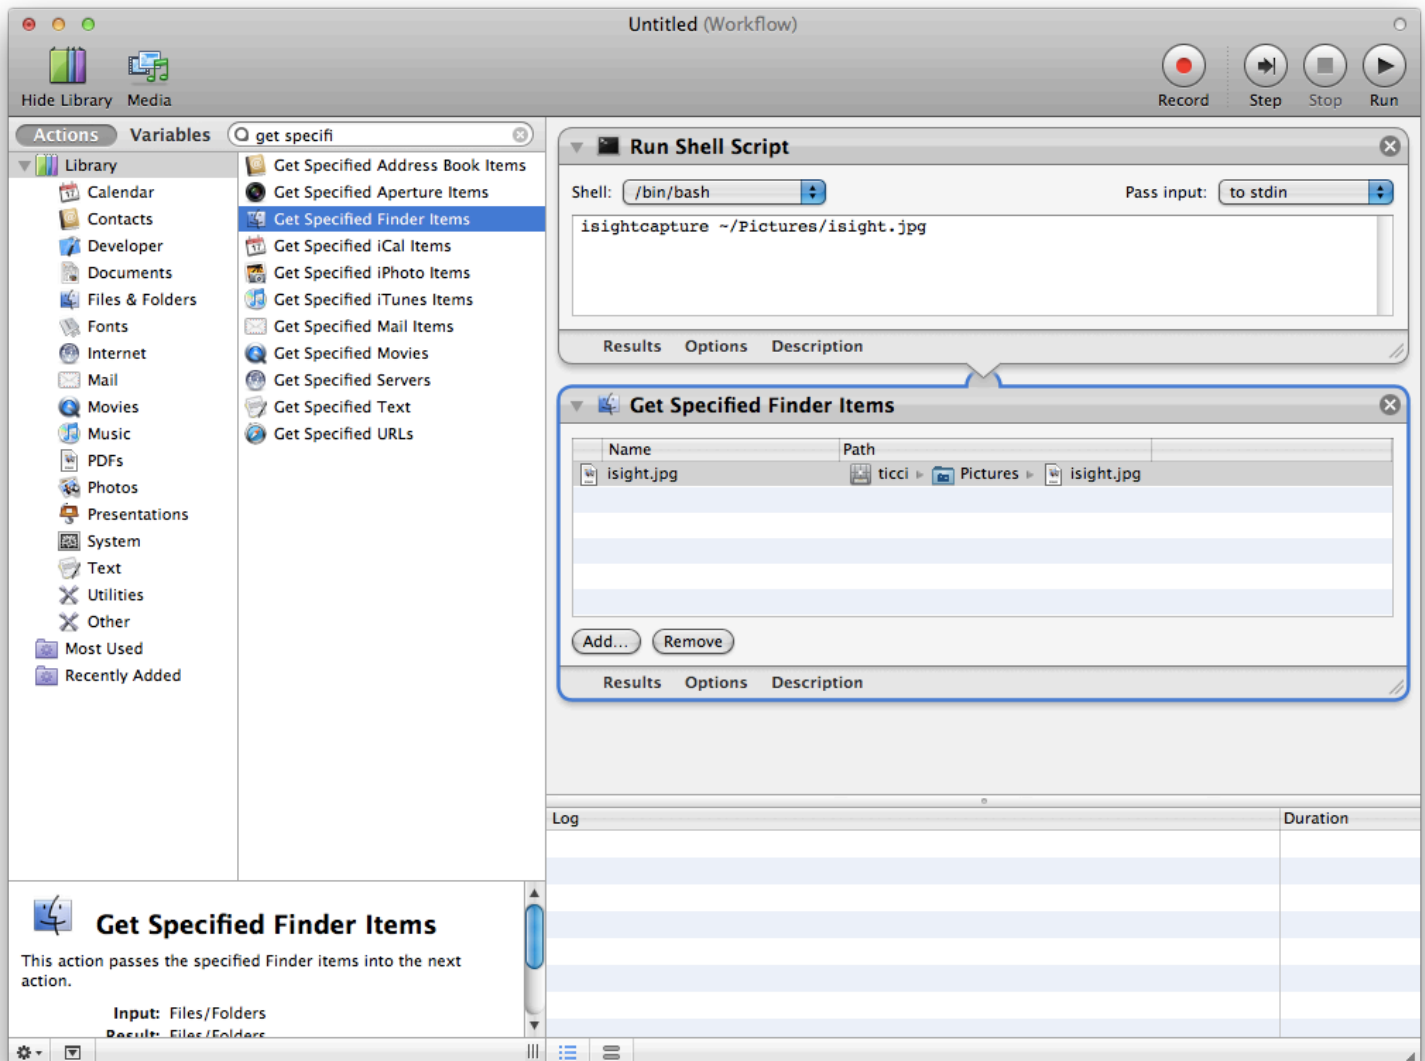 Untitled (Workflow)
Hide Library Media
Record Step Stop Run
Actions Variables get specifi
Library
Calendar
Contacts
Developer
Documents
Files & Folders
Fonts
Internet
Mail
Movies
Music
PDFs
Photos
Presentations
System
Text
Utilities
Other
Most Used
Recently Added
Get Specified Address Book Items
Get Specified Aperture Items
Get Specified Finder Items
Get Specified iCal Items
Get Specified iPhoto Items
Get Specified iTunes Items
Get Specified Mail Items
Get Specified Movies
Get Specified Servers
Get Specified Text
Get Specified URLs
Get Specified Finder Items
This action passes the specified Finder items into the next
action.
Input: Files/Folders
Result: Files/Folders
Run Shell Script
Shell: /bin/bash Pass input: to stdin
isightcapture ~/Pictures/isight.jpg
Results Options Description
Get Specified Finder Items
Name Path
isight.jpg ticci Pictures isight.jpg
Add... Remove
Results Options Description
Log Duration